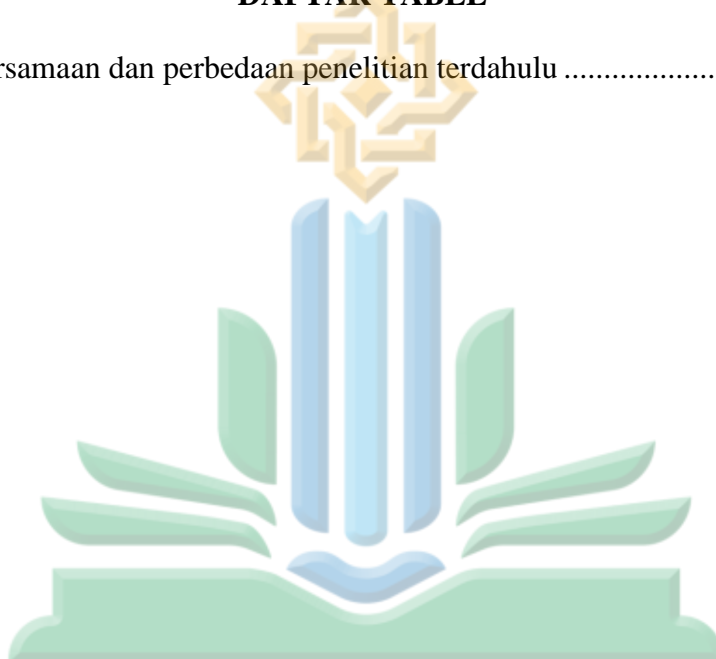 DAFTAR TABEL
rsamaan dan perbedaan penelitian terdahulu ...................